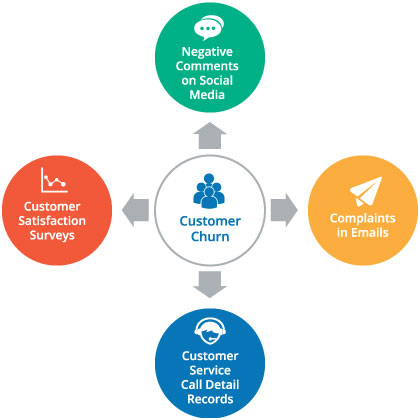 Negative
Comments
on Social
Media
Customer
Satisfaction
Surveys
Customer
Churn
Complaints
in Emails
Customer
Service
Call Detail
Records